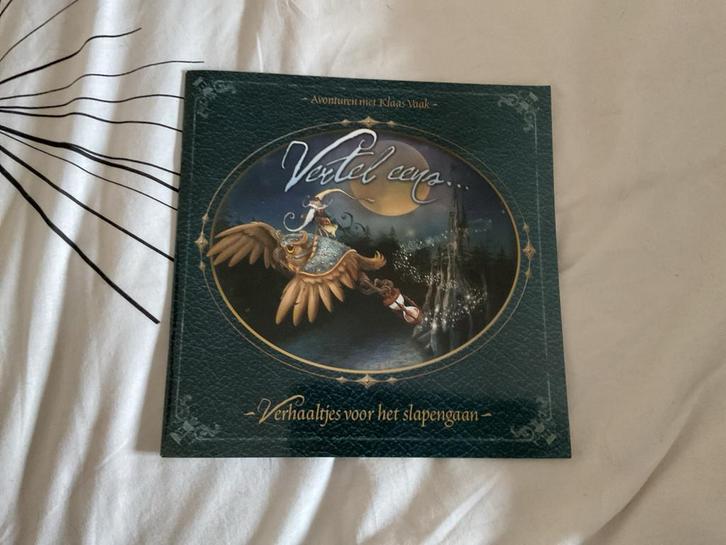 - Avonturen met Klaas Vaak -
Vertel eens...
- Verhaaltjes voor het slapengaan -